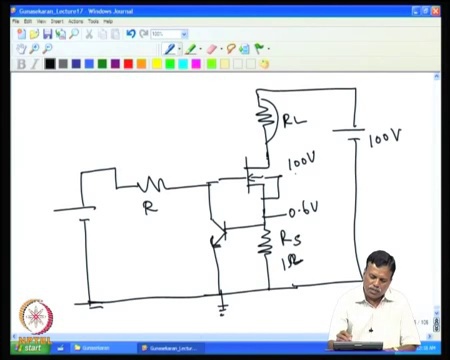 Gunasekaran_Lecture17 - Windows Journal
File Edit View Insert Actions Tools Help
100%
B I
RL
100V
100V
R
0.6V
RS
1Ω
start
Gunasekaran
Gunasekaran_Lectur...